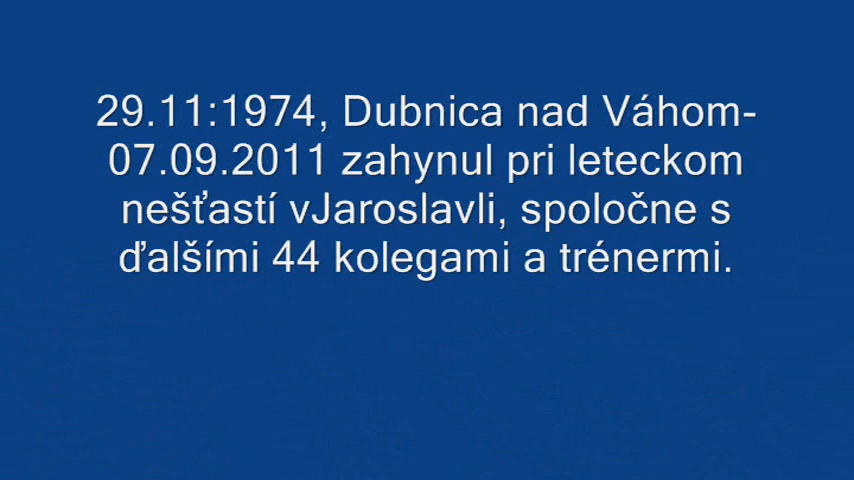 29.11:1974, Dubnica nad Váhom-
07.09.2011 zahynul pri leteckom
nešťastí vJaroslavli, spoločne s
ďalšími 44 kolegami a trénermi.